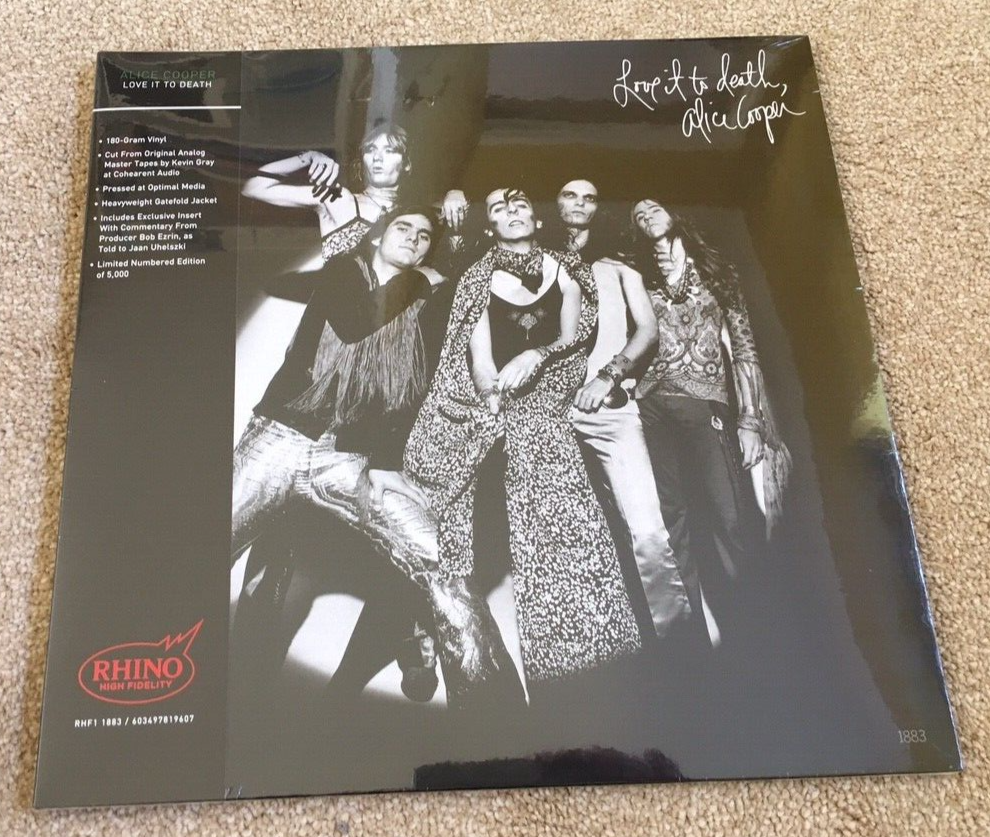 ALICE COOPER
LOVE IT TO DEATH
• 180-Gram Vinyl
• Cut From Original Analog
Master Tapes by Kevin Gray
at Cohearent Audio
• Pressed at Optimal Media
• Heavyweight Gatefold Jacket
• Includes Exclusive Insert
With Commentary From
Producer Bob Ezrin, as
Told to Jaan Uhelszki
• Limited Numbered Edition
of 5,000
RHINO
HIGH FIDELITY
RHF1 1883 / 603497819607
Love it to death,
Alice Cooper
1883